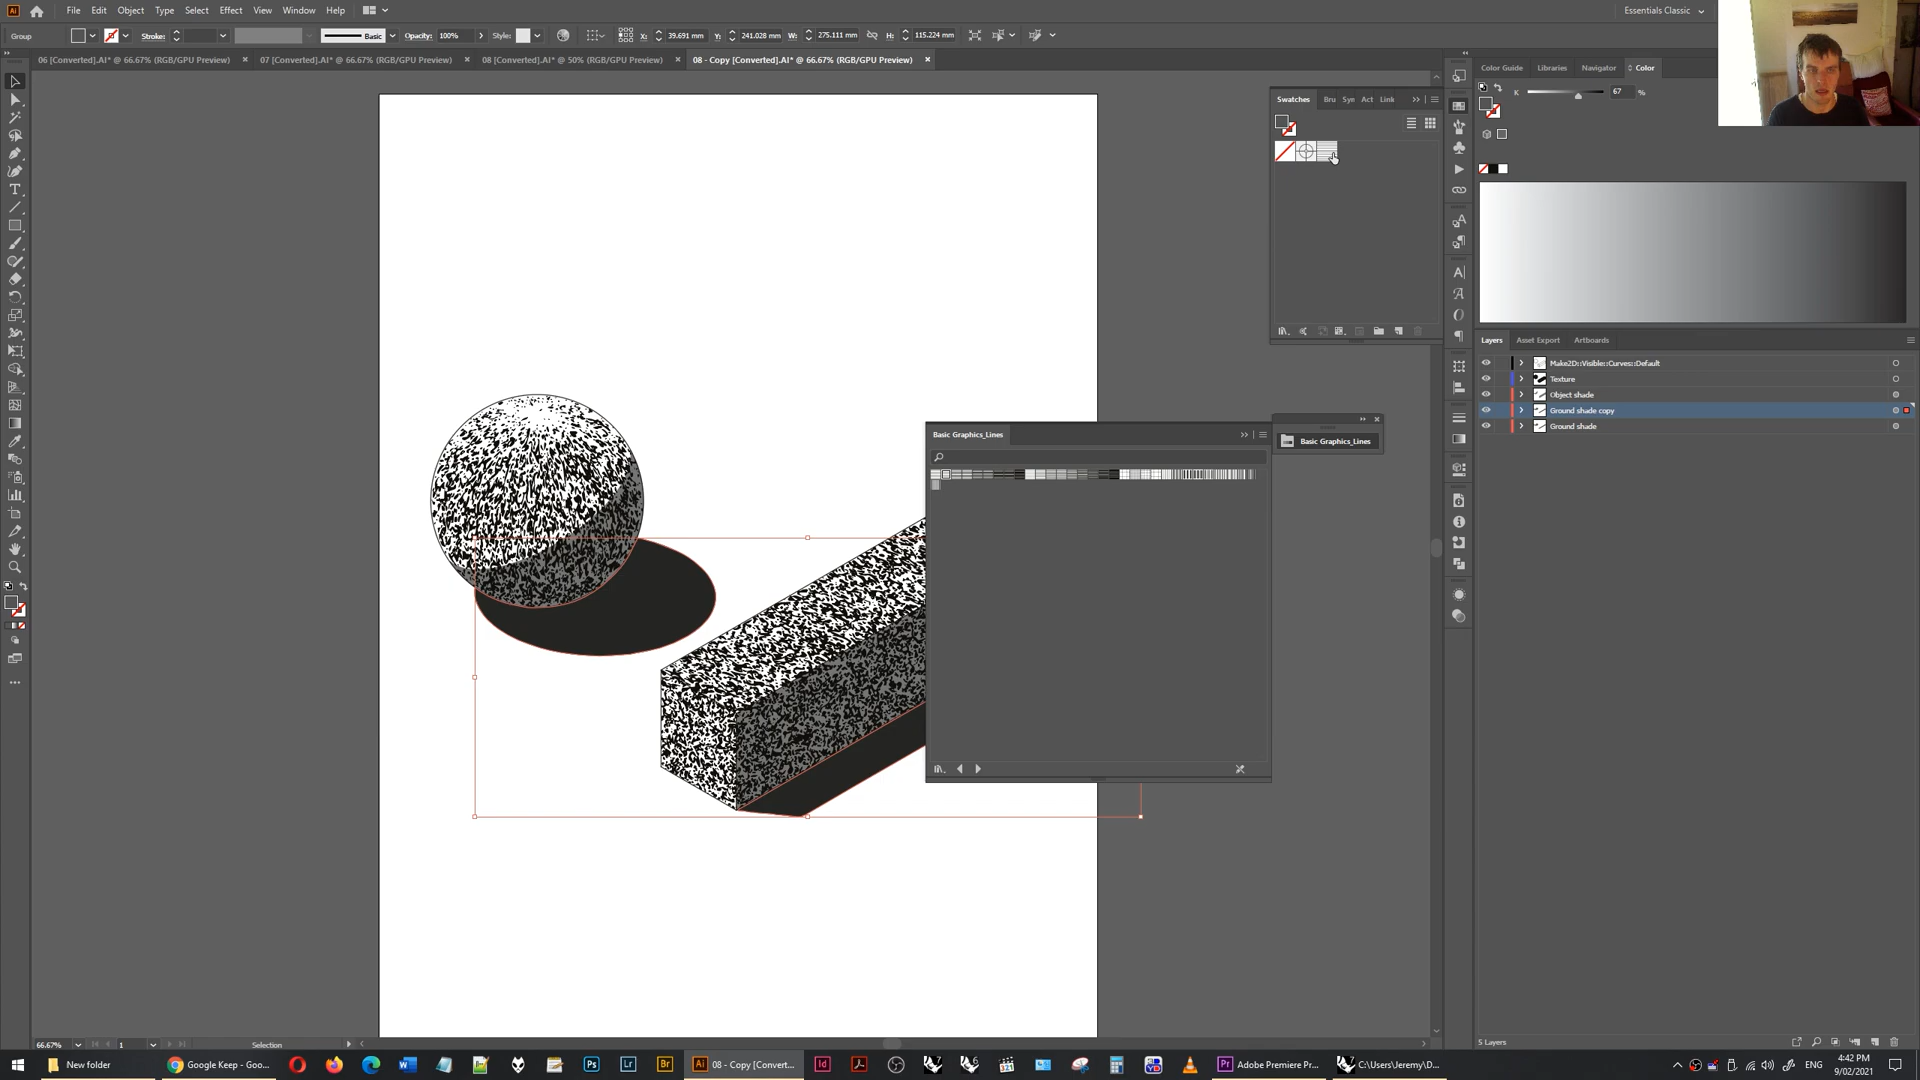 File Edit Object Type Select Effect View Window Help
Essentials Classic
Group
Stroke:
Basic
Opacity: 100%
Style:
X: 39.691 mm
Y: 241.028 mm
W: 275.111 mm
H: 115.224 mm
06 [Converted].AI* @ 66.67% (RGB/GPU Preview)
07 [Converted].AI* @ 66.67% (RGB/GPU Preview)
08 [Converted].AI* @ 50% (RGB/GPU Preview)
08 - Copy [Converted].AI* @ 66.67% (RGB/GPU Preview)
Color Guide Libraries Navigator Color
K 67 %
Swatches Bru Syn Act Link
Layers Asset Export Artboards
Make2D::Visible::Curves::Default
Texture
Object shade
Ground shade copy
Ground shade
Basic Graphics_Lines
Basic Graphics_Lines
5 Layers
66.67% 1 Selection
New folder
Google Keep - Goo...
08 - Copy [Convert...
Adobe Premiere Pr...
C:\Users\Jeremy\D...
ENG
4:42 PM
9/02/2021